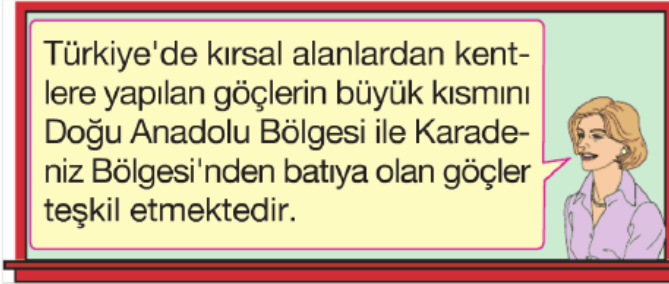 Türkiye'de kırsal alanlardan kent-
lere yapılan göçlerin büyük kısmını
Doğu Anadolu Bölgesi ile Karade-
niz Bölgesi'nden batıya olan göçler
teşkil etmektedir.